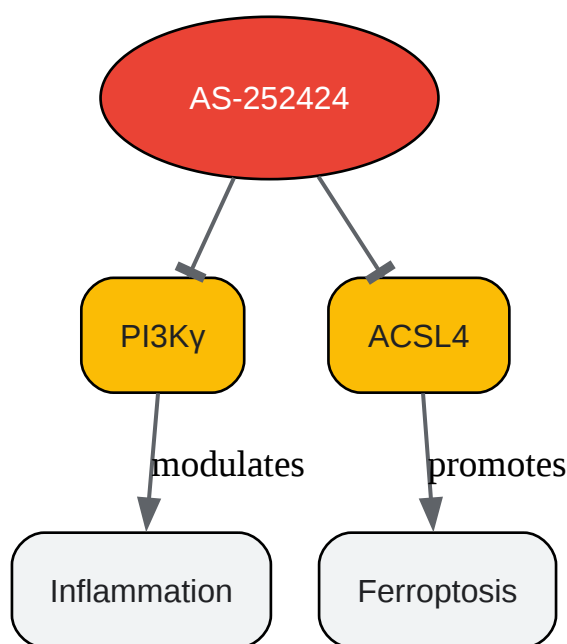 AS-252424
PI3Kγ
ACSL4
modulates
promotes
Inflammation
Ferroptosis